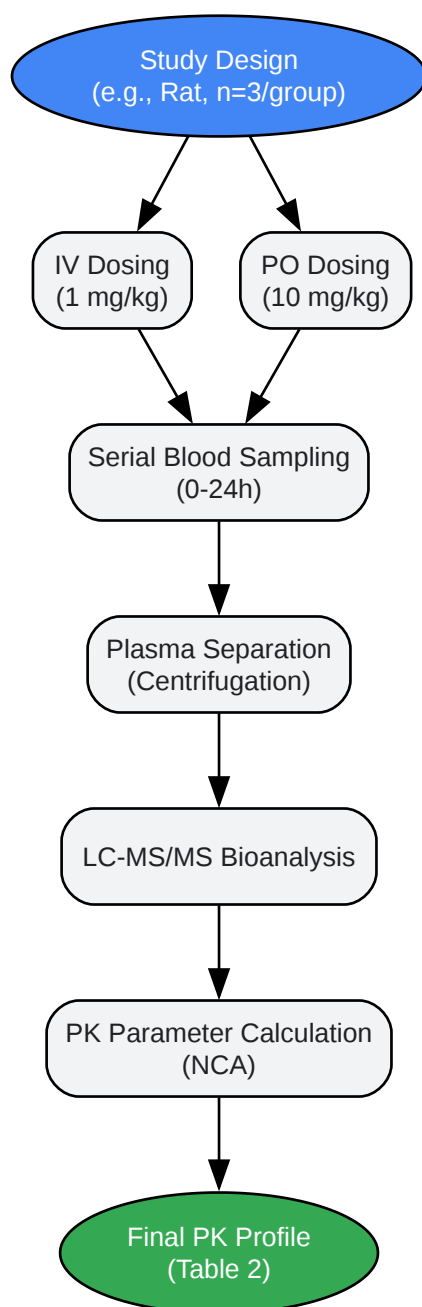 Study Design
(e.g., Rat, n=3/group)
IV Dosing
(1 mg/kg)
PO Dosing
(10 mg/kg)
Serial Blood Sampling
(0-24h)
Plasma Separation
(Centrifugation)
LC-MS/MS Bioanalysis
PK Parameter Calculation
(NCA)
Final PK Profile
(Table 2)